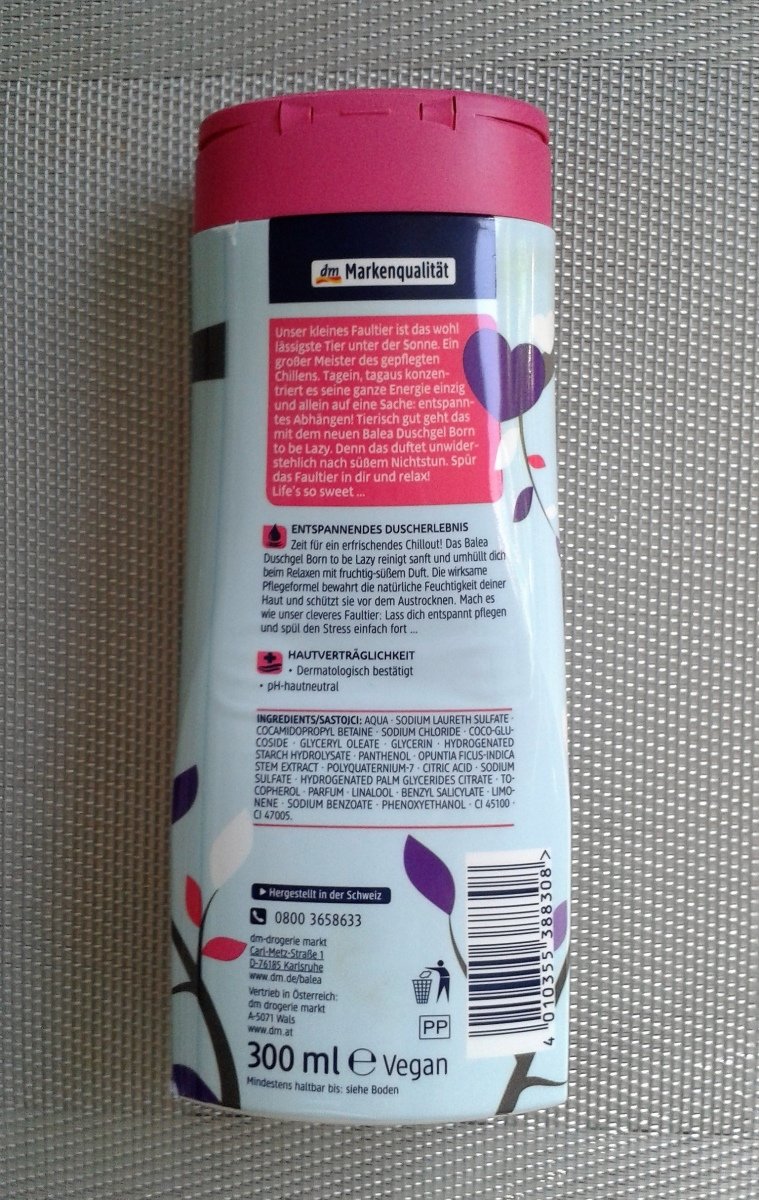 dm Markenqualität
Unser kleines Faultier ist das wohl
lässigste Tier unter der Sonne. Ein
großer Meister des gepflegten
Chillens. Tagein, tagaus konzen-
triert es seine ganze Energie einzig
und allein auf eine Sache: entspann-
tes Abhängen! Tierisch gut geht das
mit dem neuen Balea Duschgel Born
to be Lazy. Denn das duftet unwider-
stehlich nach süßem Nichtstun. Spür
das Faultier in dir und relax!
Life's so sweet ...
ENTSPANNENDES DUSCHERLEBNIS
Zeit für ein erfrischendes Chillout! Das Balea
Duschgel Born to be Lazy reinigt sanft und umhüllt dich
beim Relaxen mit fruchtig-süßem Duft. Die wirksame
Pflegeformel bewahrt die natürliche Feuchtigkeit deiner
Haut und schützt sie vor dem Austrocknen. Mach es
wie unser cleveres Faultier: Lass dich entspannt pflegen
und spül den Stress einfach fort ...
HAUTVERTRÄGLICHKEIT
• Dermatologisch bestätigt
• pH-hautneutral
INGREDIENTS/SASTOJCI: AQUA · SODIUM LAURETH SULFATE ·
COCAMIDOPROPYL BETAINE · SODIUM CHLORIDE · COCO-GLU-
COSIDE · GLYCERYL OLEATE · GLYCERIN · HYDROGENATED
STARCH HYDROLYSATE · PANTHENOL · OPUNTIA FICUS-INDICA
STEM EXTRACT · POLYQUATERNIUM-7 · CITRIC ACID · SODIUM
SULFATE · HYDROGENATED PALM GLYCERIDES CITRATE · TO-
COPHEROL · PARFUM · LINALOOL · BENZYL SALICYLATE · LIMO-
NENE · SODIUM BENZOATE · PHENOXYETHANOL · CI 45100 ·
CI 47005.
Hergestellt in der Schweiz
0800 3658633
dm-drogerie markt
Carl-Metz-Straße 1
D-76185 Karlsruhe
www.dm.de/balea
Vertrieb in Österreich:
dm drogerie markt
A-5071 Wals
www.dm.at
PP
300 ml ℮ Vegan
Mindestens haltbar bis: siehe Boden
4 010355 388308 >